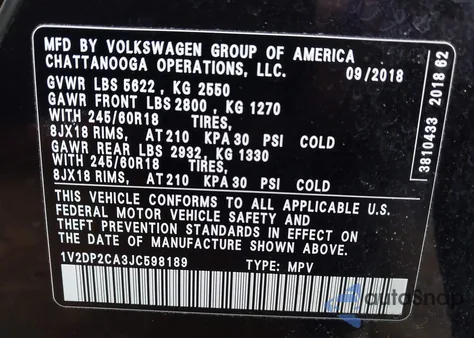 MFD BY VOLKSWAGEN GROUP OF AMERICA
CHATTANOOGA OPERATIONS, LLC.
09/2018
GVWR LBS 5622 , KG 2550
GAWR FRONT LBS 2800 , KG 1270
WITH 245/60R18 TIRES,
8JX18 RIMS, AT 210 KPA 30 PSI COLD
GAWR REAR LBS 2932, KG 1330
WITH 245/60R18 TIRES,
8JX18 RIMS, AT 210 KPA 30 PSI COLD
THIS VEHICLE CONFORMS TO ALL APPLICABLE U.S.
FEDERAL MOTOR VEHICLE SAFETY AND
THEFT PREVENTION STANDARDS IN EFFECT ON
THE DATE OF MANUFACTURE SHOWN ABOVE.
1V2DP2CA3JC598189 TYPE: MPV
3810433 2018 62
autoSnap